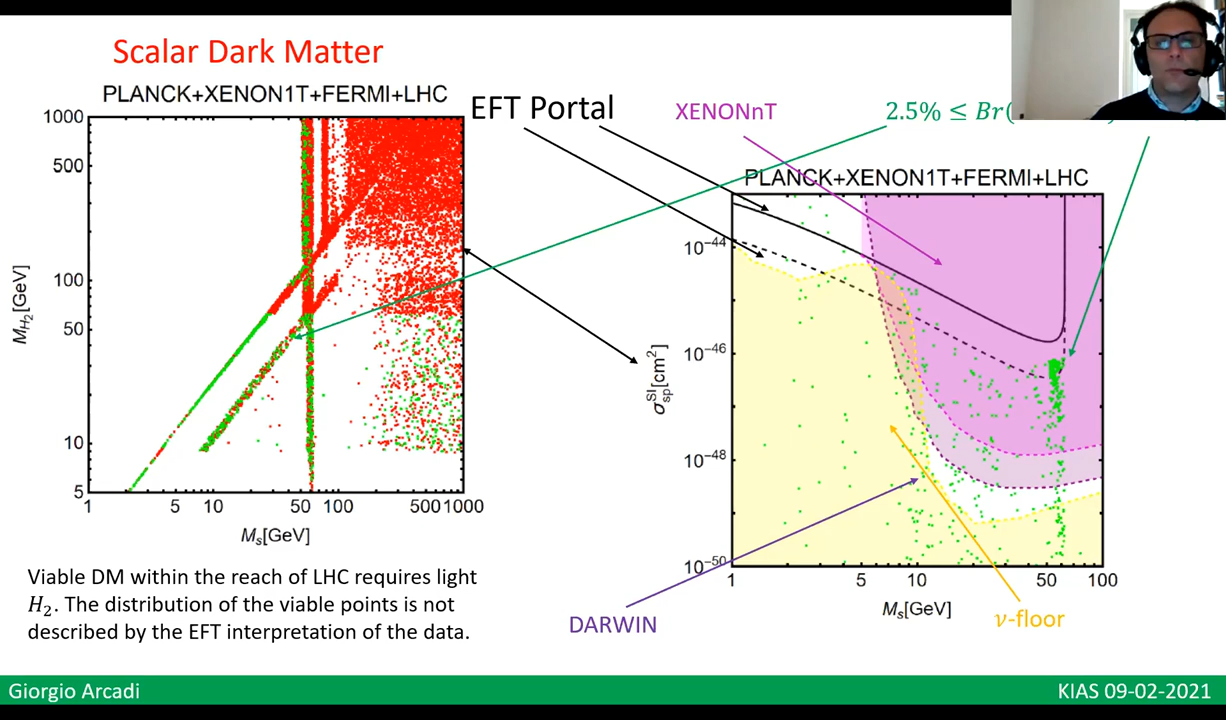 Scalar Dark Matter
PLANCK+XENON1T+FERMI+LHC
1000
500
100
50
10
5
1
5
10
50
100
500
1000
M_{H_2}[GeV]
M_s[GeV]
EFT Portal
XENONnT
2.5% ≤ Br(
PLANCK+XENON1T+FERMI+LHC
10^{-44}
10^{-46}
10^{-48}
10^{-50}
σ_{sp}^{SI}[cm^2]
1
5
10
50
100
M_s[GeV]
DARWIN
ν-floor
Viable DM within the reach of LHC requires light
H_2. The distribution of the viable points is not
described by the EFT interpretation of the data.
Giorgio Arcadi
KIAS 09-02-2021